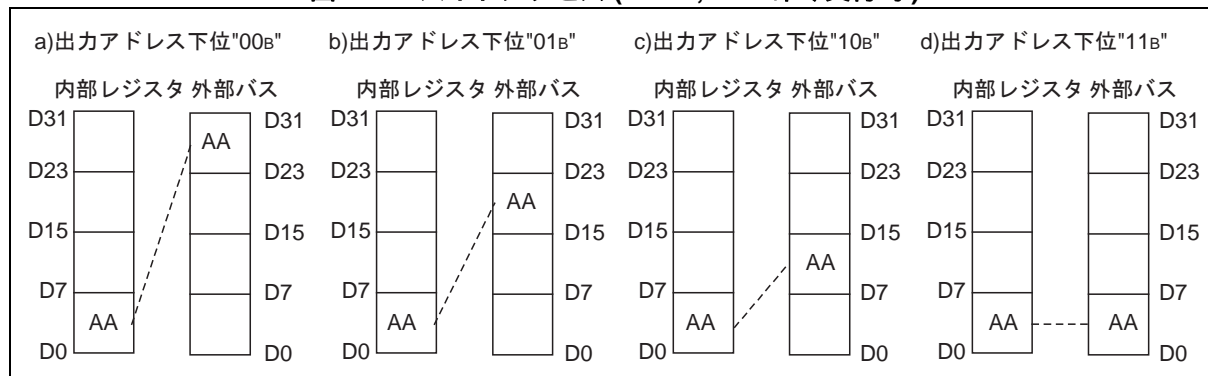 a)出力アドレス下位"00B" b)出力アドレス下位"01B" c)出力アドレス下位"10B" d)出力アドレス下位"11B"
内部レジスタ 外部バス 内部レジスタ 外部バス 内部レジスタ 外部バス 内部レジスタ 外部バス
D31 D31 D31 D31 D31 D31 D31 D31
AA
D23 D23 D23 D23 D23 D23 D23 D23
AA
D15 D15 D15 D15 D15 D15 D15 D15
AA
D7 D7 D7 D7 D7 D7 D7 D7
AA AA AA AA AA
D0 D0 D0 D0 D0 D0 D0 D0